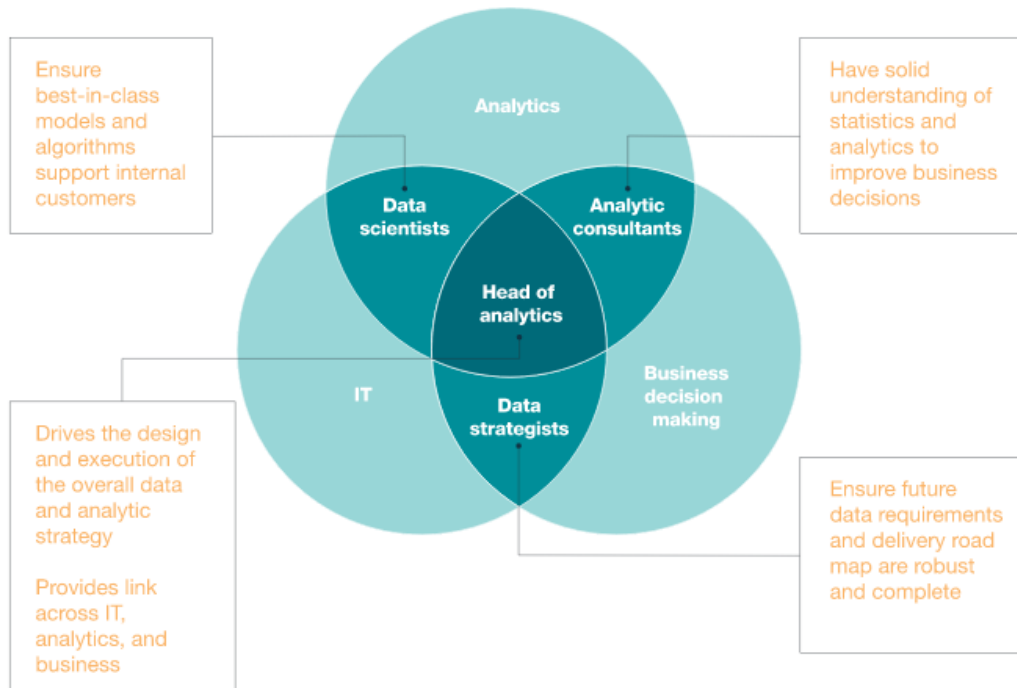 Ensure
best-in-class
models and
algorithms
support internal
customers
Analytics
Have solid
understanding of
statistics and
analytics to
improve business
decisions
Data
scientists
Analytic
consultants
Head of
analytics
IT
Business
decision
making
Data
strategists
Drives the design
and execution of
the overall data
and analytic
strategy
Provides link
across IT,
analytics, and
business
Ensure future
data requirements
and delivery road
map are robust
and complete